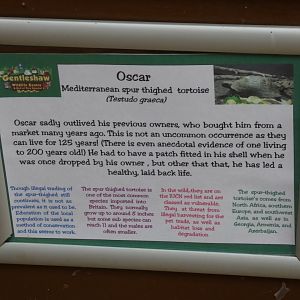 Gentleshaw
Wildlife Centre
Oscar
Mediterranean spur thighed tortoise
(Testudo graeca)
Oscar sadly outlived his previous owners, who bought him from a
market many years ago. This is not an uncommon occurrence as they
can live for 125 years! (There is even anecdotal evidence of one living
to 200 years old!) He had to have a patch fitted in his shell when he
was once dropped by his owner , but other that that, he has led a
healthy, laid back life.
Though illegal trading of
the spur-thighed still
continues, it is not as
prevalent as it used to be.
Education of the local
population is used as a
method of conservation
and this seems to work.
The spur thighed tortoise is
one of the most common
species imported into
Britain. They normally
grow up to around 8 inches
but some sub species can
reach 11 and the males are
often smaller.
In the wild, they are on
the IUCN red list and are
classed as vulnerable.
They at threat from
illegal harvesting for the
pet trade, as well as
habitat loss and
degradation.
The spur-thighed
tortoise's comes from
North Africa, southern
Europe, and southwest
Asia, as well as in
Georgia, Armenia, and
Azerbaijan.